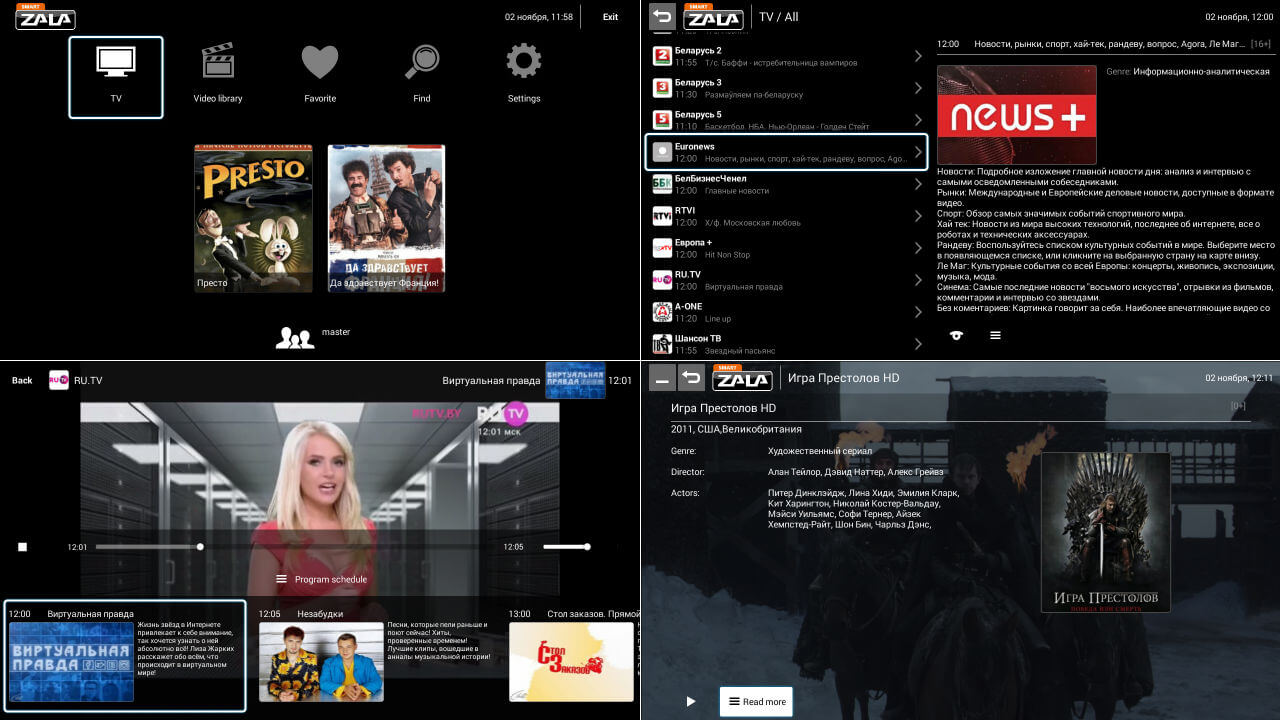 SMART
ZALA
02 ноября, 11:58
Exit
TV
Video library
Favorite
Find
Settings
PRESTO
Престо
ДА ЗДРАВСТВУЕТ
Да здравствует Франция!
master
SMART
ZALA
TV / All
02 ноября, 12:00
Беларусь 2
11:55 Т/с. Баффи - истребительница вампиров
Беларусь 3
11:30 Размаўляем па-беларуску
Беларусь 5
11:10 Баскетбол. НБА. Нью-Орлеан - Голден Стейт
Euronews
12:00 Новости, рынки, спорт, хай-тек, рандеву, вопрос, Ago...
ББК
БелБизнесЧенел
12:00 Главные новости
RTVi
RTVI
12:00 Х/ф. Московская любовь
Европа +
12:00 Hit Non Stop
RU.TV
12:00 Виртуальная правда
A-ONE
11:20 Line up
Шансон ТВ
11:55 Звездный пасьянс
12:00 Новости, рынки, спорт, хай-тек, рандеву, вопрос, Agora, Ле Маг... [16+]
news+
Genre: Информационно-аналитическая
Новости: Подробное изложение главной новости дня: анализ и интервью с
самыми осведомленными собеседниками.
Рынки: Международные и Европейские деловые новости, доступные в формате
видео.
Спорт: Обзор самых значимых событий спортивного мира.
Хай тек: Новости из мира высоких технологий, последнее об интернете, все о
роботах и технических аксессуарах.
Рандеву: Воспользуйтесь списком культурных событий в мире. Выберите место
в появляющемся списке, или кликните на выбранную страну на карте внизу.
Ле Маг: Культурные события со всей Европы: концерты, живопись, экспозиции,
музыка, мода.
Синема: Самые последние новости "восьмого искусства", отрывки из фильмов,
комментарии и интервью со звездами.
Без коментариев: Картинка говорит за себя. Наиболее впечатляющие видео со
Back
RU.TV
Виртуальная правда
ВИРТУАЛЬНАЯ
ПРАВДА
12:01
RUTV.BY
RU TV
12:01 мск
12:01
12:05
Program schedule
12:00 Виртуальная правда
ВИРТУАЛЬНАЯ
ПРАВДА
Жизнь звёзд в Интернете
привлекает к себе внимание,
так хочется узнать о ней
абсолютно всё! Лиза Жарких
расскажет обо всём, что
происходит в виртуальном
мире!
12:05 Незабудки
Песни, которые пели раньше и
поют сейчас! Хиты,
проверенные временем!
Лучшие клипы, вошедшие в
анналы музыкальной истории!
13:00 Стол заказов. Прямой
Стол
Заказов
SMART
ZALA
Игра Престолов HD
02 ноября, 12:11
Игра Престолов HD
[0+]
2011, США,Великобритания
Genre: Художественный сериал
Director: Алан Тейлор, Дэвид Наттер, Алекс Грейвз
Actors: Питер Динклэйдж, Лина Хиди, Эмилия Кларк,
Кит Харингтон, Николай Костер-Вальдау,
Мэйси Уильямс, Софи Тернер, Айзек
Хемпстед-Райт, Шон Бин, Чарльз Дэнс,
ИГРА ПРЕСТОЛОВ
ПОБЕДА ИЛИ СМЕРТЬ
Read more